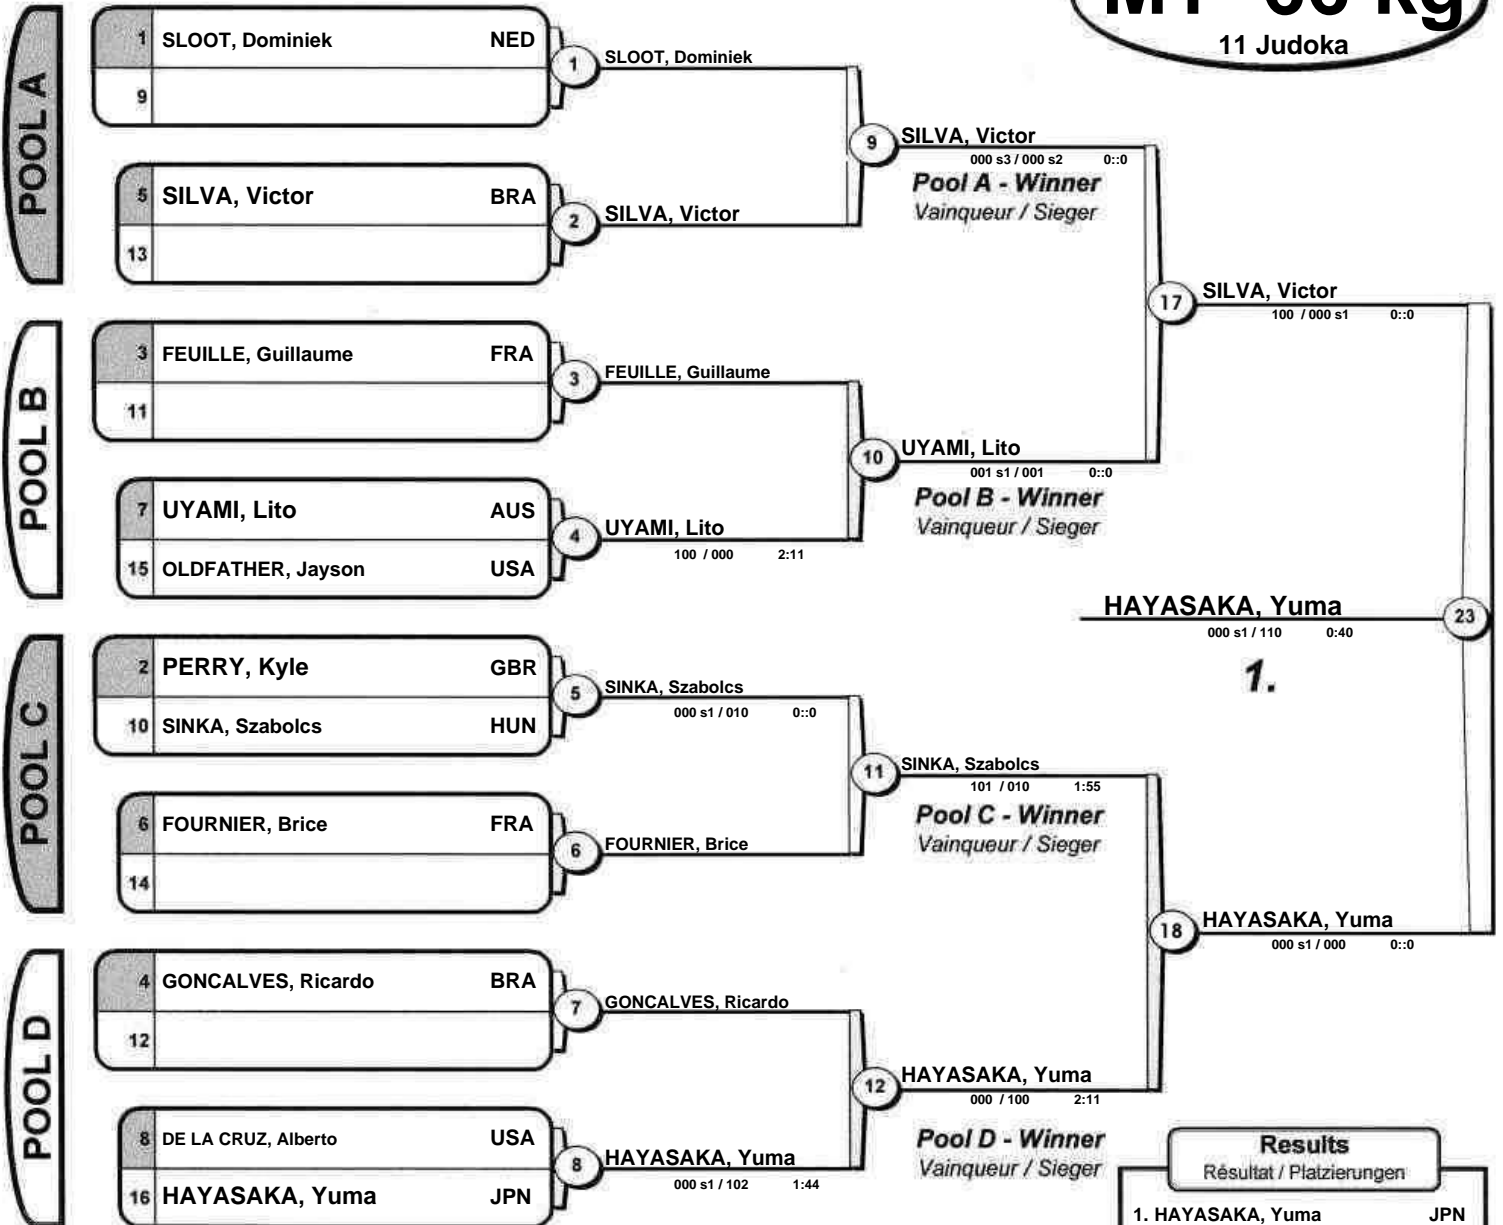 M1 -66 kg
11 Judoka
POOL A
1 SLOOT, Dominiek NED
9
1 SLOOT, Dominiek
5 SILVA, Victor BRA
13
2 SILVA, Victor
9 SILVA, Victor
000 s3 / 000 s2 0::0
Pool A - Winner
Vainqueur / Sieger
POOL B
3 FEUILLE, Guillaume FRA
11
3 FEUILLE, Guillaume
7 UYAMI, Lito AUS
15 OLDFATHER, Jayson USA
4 UYAMI, Lito
100 / 000 2:11
10 UYAMI, Lito
001 s1 / 001 0::0
Pool B - Winner
Vainqueur / Sieger
17 SILVA, Victor
100 / 000 s1 0::0
POOL C
2 PERRY, Kyle GBR
10 SINKA, Szabolcs HUN
5 SINKA, Szabolcs
000 s1 / 010 0::0
6 FOURNIER, Brice FRA
14
6 FOURNIER, Brice
11 SINKA, Szabolcs
101 / 010 1:55
Pool C - Winner
Vainqueur / Sieger
POOL D
4 GONCALVES, Ricardo BRA
12
7 GONCALVES, Ricardo
8 DE LA CRUZ, Alberto USA
16 HAYASAKA, Yuma JPN
8 HAYASAKA, Yuma
000 s1 / 102 1:44
12 HAYASAKA, Yuma
000 / 100 2:11
Pool D - Winner
Vainqueur / Sieger
18 HAYASAKA, Yuma
000 s1 / 000 0::0
HAYASAKA, Yuma 23
000 s1 / 110 0:40
1.
Results
Résultat / Platzierungen
1. HAYASAKA, Yuma JPN